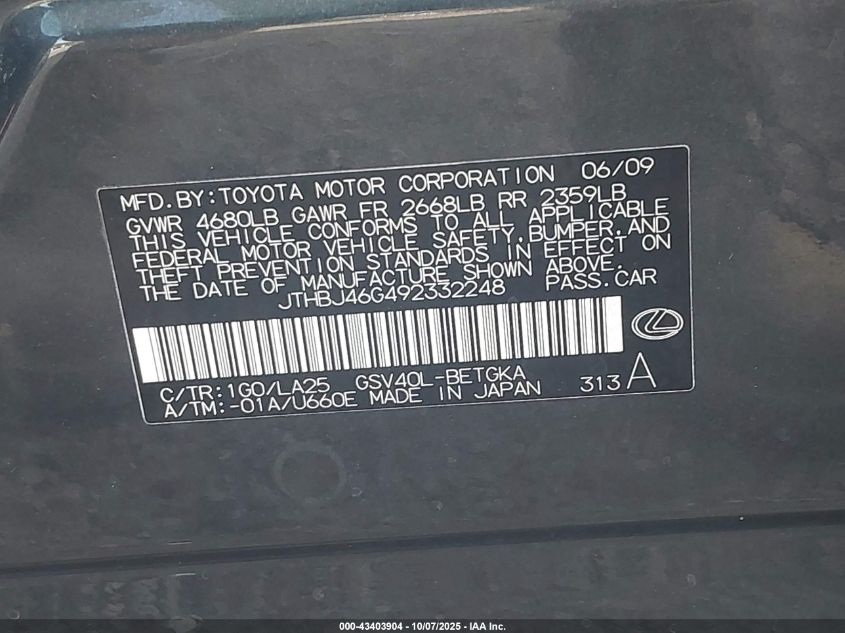 MFD.BY:TOYOTA MOTOR CORPORATION 06/09
GVWR 4680LB GAWR FR 2668LB RR 2359LB
THIS VEHICLE CONFORMS TO ALL APPLICABLE
FEDERAL MOTOR VEHICLE SAFETY,BUMPER,AND
THEFT PREVENTION STANDARDS IN EFFECT ON
THE DATE OF MANUFACTURE SHOWN ABOVE.
JTHBJ46G492332248 PASS.CAR
C/TR:1G0/LA25 GSV40L-BETGKA
A/TM:-01A/U660E MADE IN JAPAN 313 A
000-43403904 - 10/07/2025 - IAA Inc.